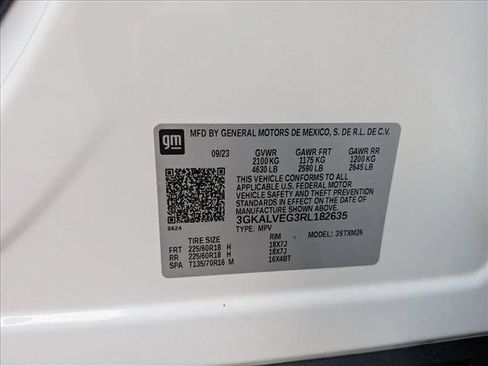 gm
MFD BY GENERAL MOTORS DE MEXICO, S. DE R.L. DE C.V.
09/23 GVWR GAWR FRT GAWR RR
2100 KG 1175 KG 1200 KG
4630 LB 2590 LB 2645 LB
THIS VEHICLE CONFORMS TO ALL
APPLICABLE U.S. FEDERAL MOTOR
VEHICLE SAFETY AND THEFT PREVENTION
STANDARDS IN EFFECT ON THE DATE OF
MANUFACTURE SHOWN ABOVE.
3GKALVEG3RL182635
8624 TYPE: MPV MODEL: 35TXM26
TIRE SIZE RIM
FRT 225/60R18 H 18X7J
RR 225/60R18 H 18X7J
SPA T135/70R16 M 16X4BT